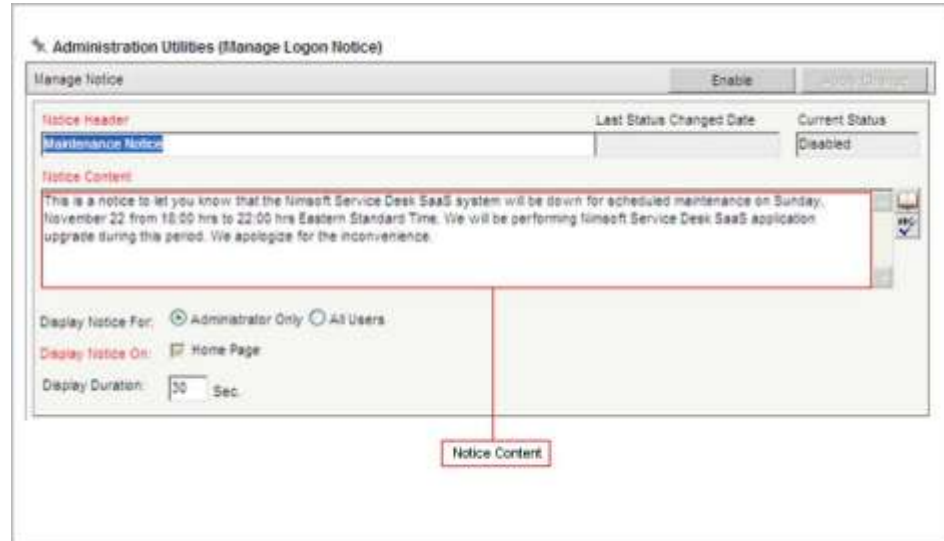 Administration Utilities (Manage Logon Notice)
Manage Notice
Enable
Apply Change
Notice Header
Last Status Changed Date
Current Status
Maintenance Notice
Disabled
Notice Content
This is a notice to let you know that the Nimsoft Service Desk SaaS system will be down for scheduled maintenance on Sunday,
November 22 from 18:00 hrs to 22:00 hrs Eastern Standard Time. We will be performing Nimsoft Service Desk SaaS application
upgrade during this period. We apologize for the inconvenience.
ABC
Display Notice For: Administrator Only All Users
Display Notice On: Home Page
Display Duration: 30 Sec.
Notice Content